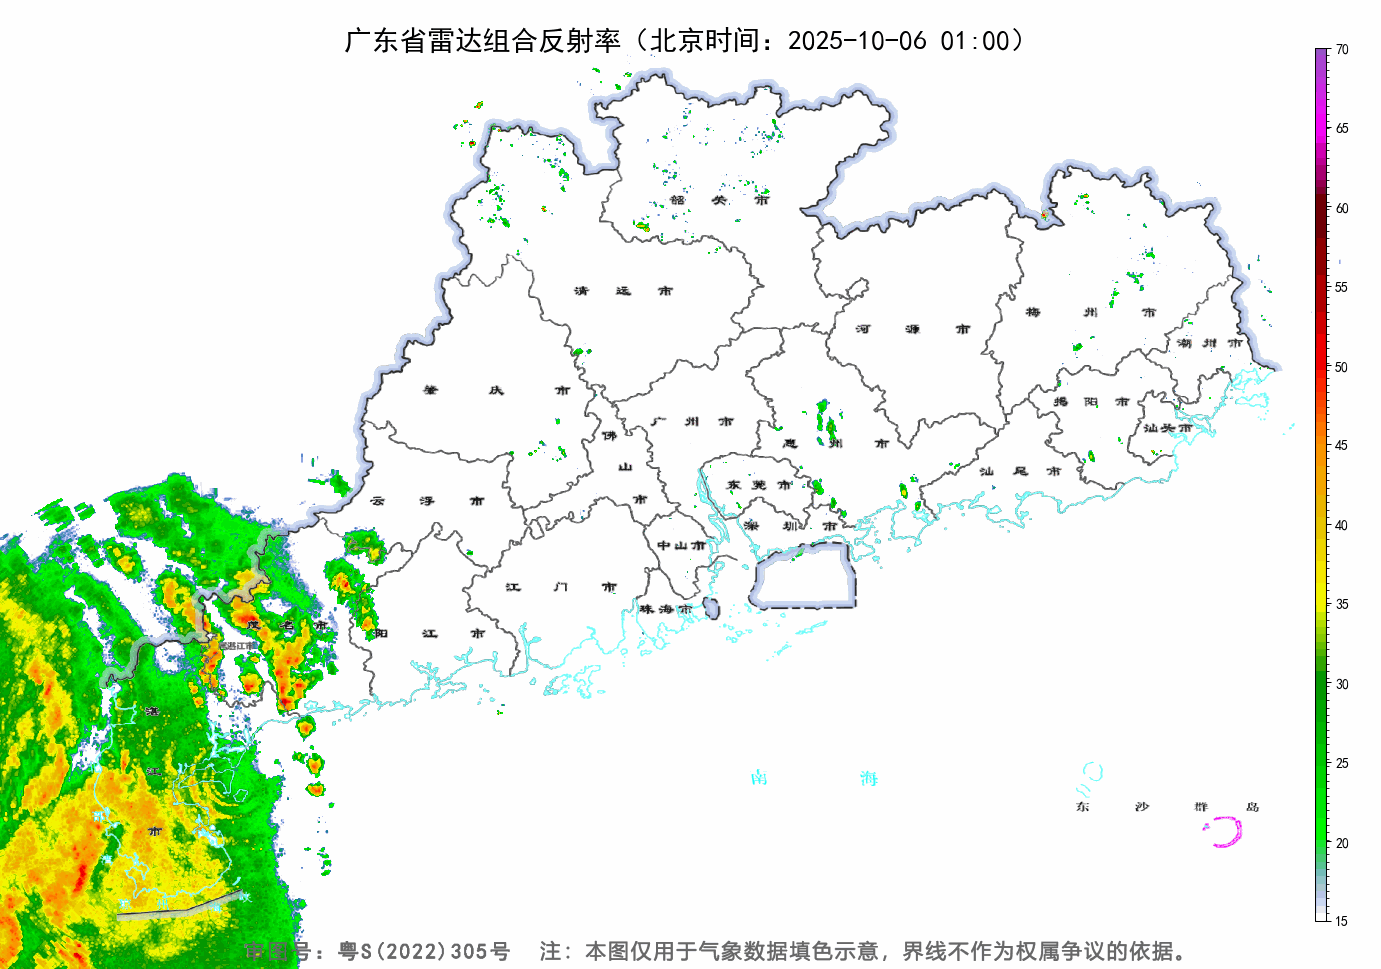 广东省雷达组合反射率（北京时间：2025-10-06 01:00）
70
65
60
55
50
45
40
35
30
25
20
15
韶 关 市
清 远 市
河 源 市
梅 州 市
潮 州 市
肇 庆 市
广 州 市
揭 阳 市
汕头市
佛 山 市
惠 州 市
云 浮 市
东 莞 市
汕 尾 市
深 圳 市
中山市
江 门 市
珠海市
茂 名 市
阳 江 市
湛 江 市
南 海
东 沙 群 岛
审图号：粤S(2022)305号 注：本图仅用于气象数据填色示意，界线不作为权属争议的依据。